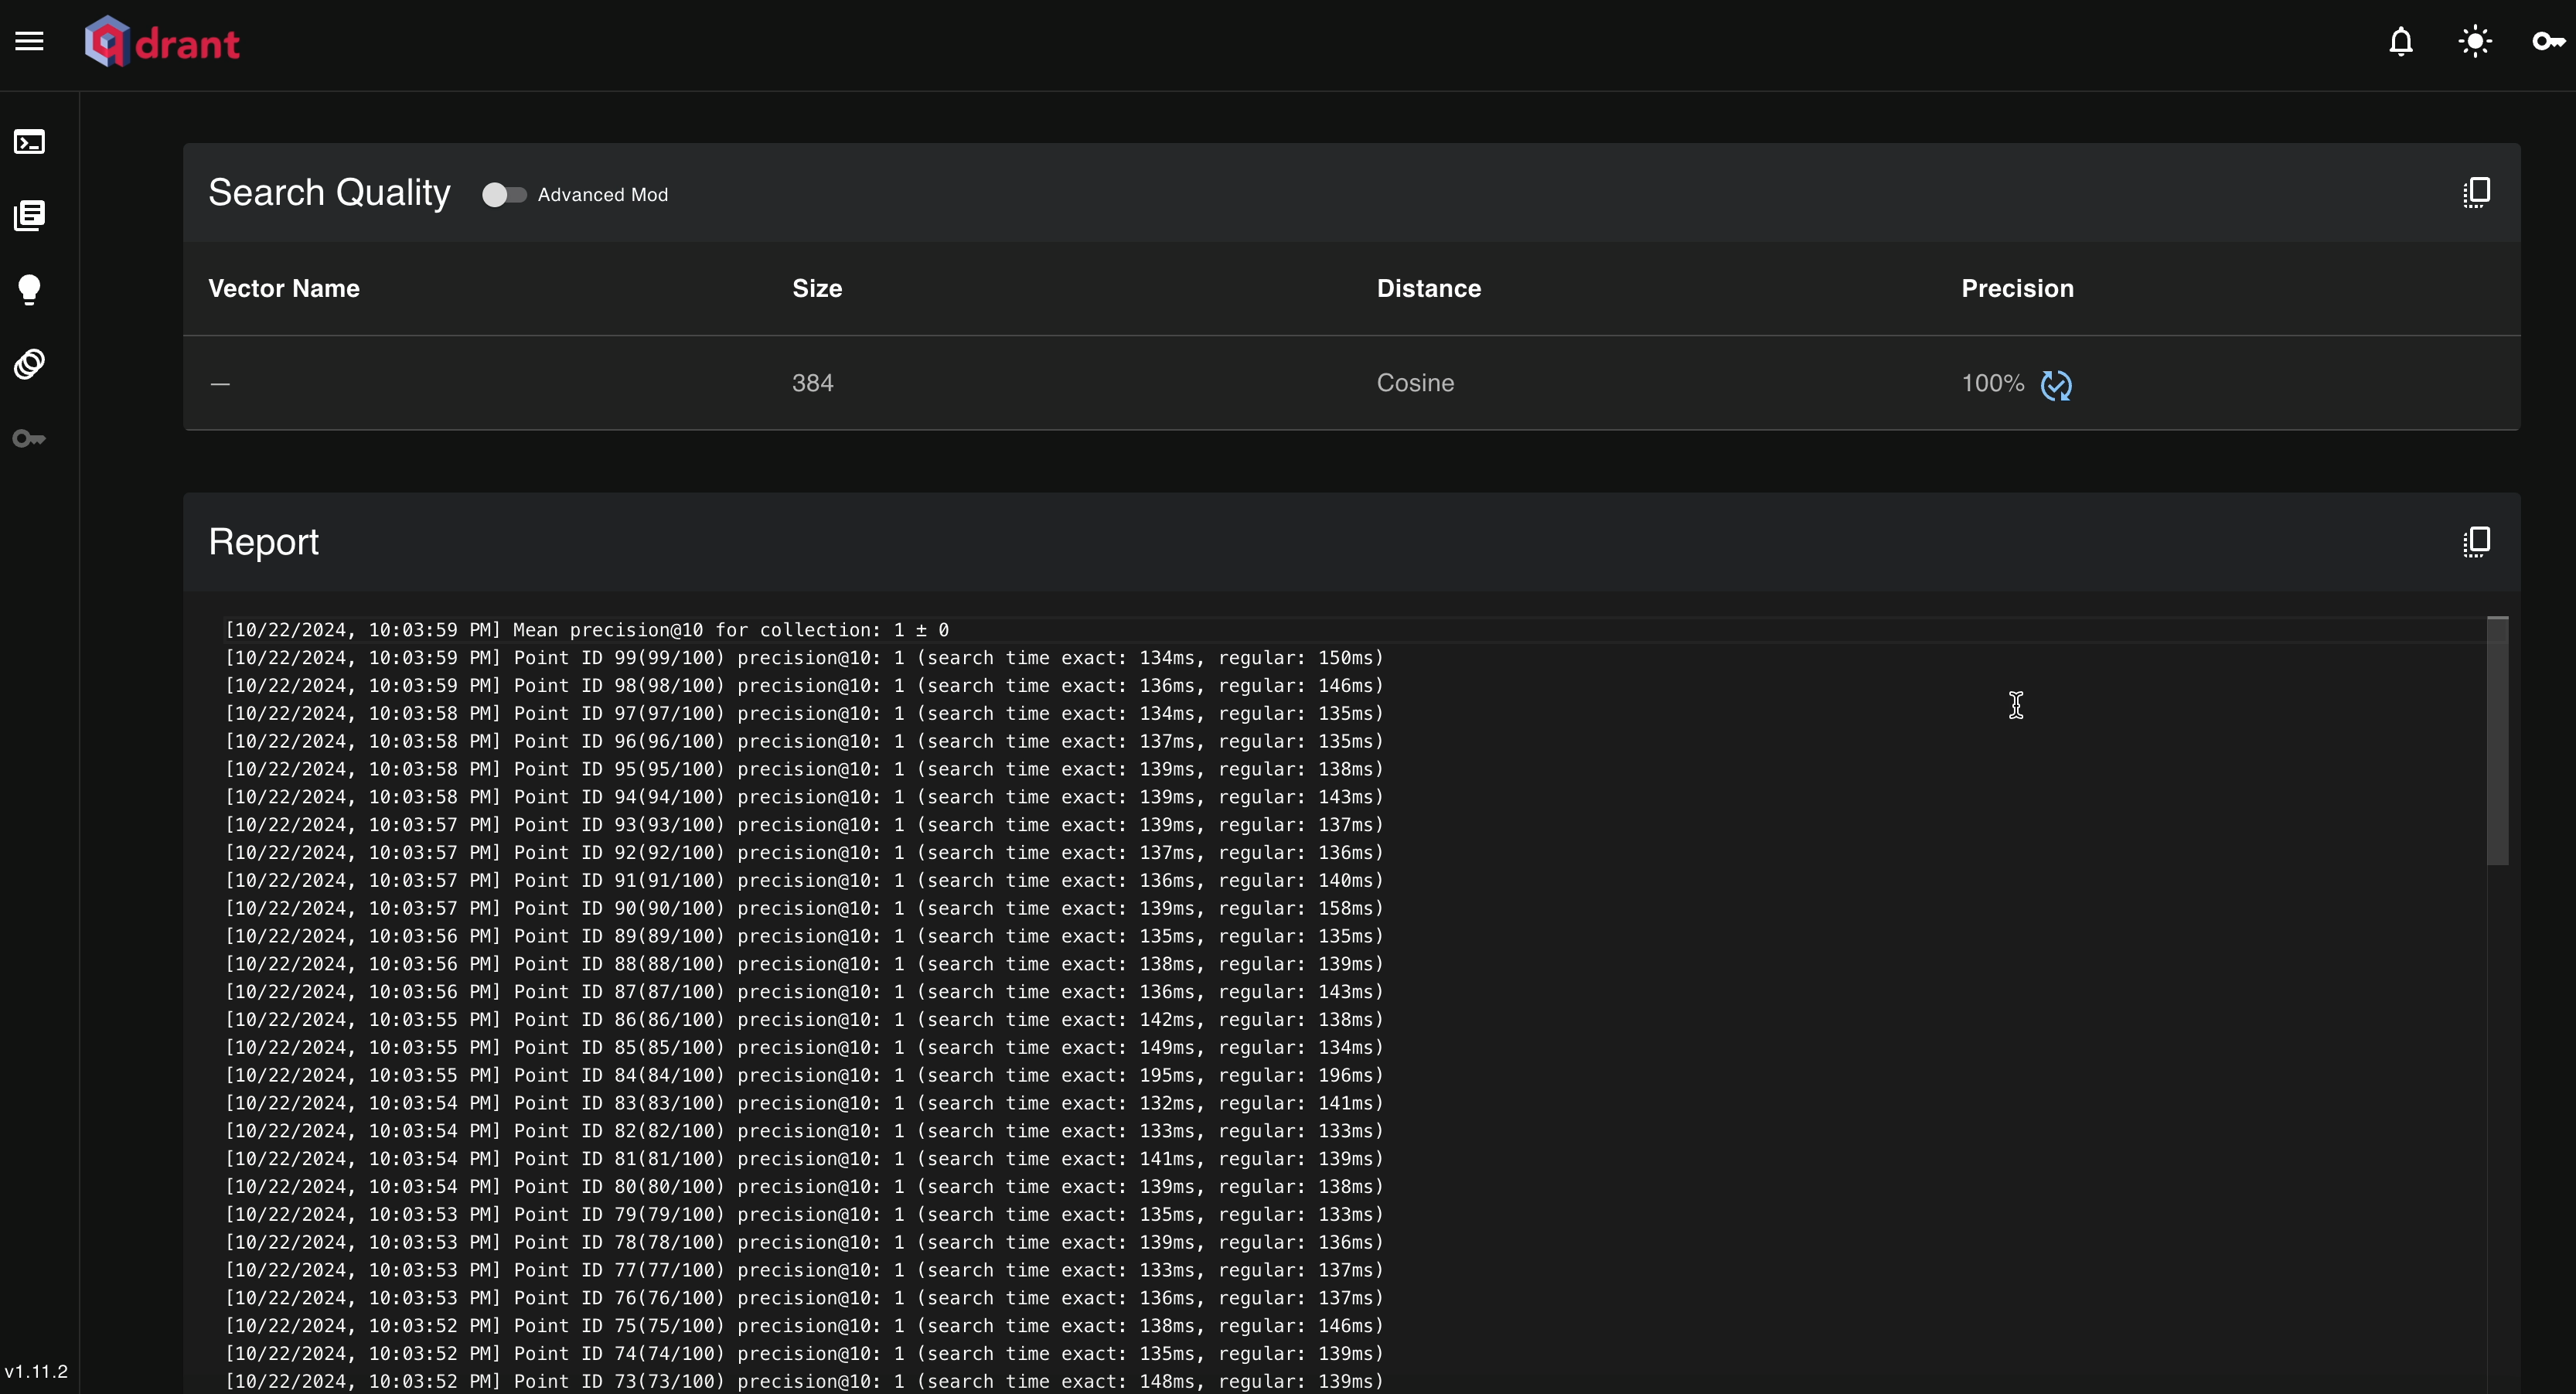 qdrant
Search Quality Advanced Mod
Vector Name Size Distance Precision
— 384 Cosine 100%
Report
[10/22/2024, 10:03:59 PM] Mean precision@10 for collection: 1 ± 0
[10/22/2024, 10:03:59 PM] Point ID 99(99/100) precision@10: 1 (search time exact: 134ms, regular: 150ms)
[10/22/2024, 10:03:59 PM] Point ID 98(98/100) precision@10: 1 (search time exact: 136ms, regular: 146ms)
[10/22/2024, 10:03:58 PM] Point ID 97(97/100) precision@10: 1 (search time exact: 134ms, regular: 135ms)
[10/22/2024, 10:03:58 PM] Point ID 96(96/100) precision@10: 1 (search time exact: 137ms, regular: 135ms)
[10/22/2024, 10:03:58 PM] Point ID 95(95/100) precision@10: 1 (search time exact: 139ms, regular: 138ms)
[10/22/2024, 10:03:58 PM] Point ID 94(94/100) precision@10: 1 (search time exact: 139ms, regular: 143ms)
[10/22/2024, 10:03:57 PM] Point ID 93(93/100) precision@10: 1 (search time exact: 139ms, regular: 137ms)
[10/22/2024, 10:03:57 PM] Point ID 92(92/100) precision@10: 1 (search time exact: 137ms, regular: 136ms)
[10/22/2024, 10:03:57 PM] Point ID 91(91/100) precision@10: 1 (search time exact: 136ms, regular: 140ms)
[10/22/2024, 10:03:57 PM] Point ID 90(90/100) precision@10: 1 (search time exact: 139ms, regular: 158ms)
[10/22/2024, 10:03:56 PM] Point ID 89(89/100) precision@10: 1 (search time exact: 135ms, regular: 135ms)
[10/22/2024, 10:03:56 PM] Point ID 88(88/100) precision@10: 1 (search time exact: 138ms, regular: 139ms)
[10/22/2024, 10:03:56 PM] Point ID 87(87/100) precision@10: 1 (search time exact: 136ms, regular: 143ms)
[10/22/2024, 10:03:55 PM] Point ID 86(86/100) precision@10: 1 (search time exact: 142ms, regular: 138ms)
[10/22/2024, 10:03:55 PM] Point ID 85(85/100) precision@10: 1 (search time exact: 149ms, regular: 134ms)
[10/22/2024, 10:03:55 PM] Point ID 84(84/100) precision@10: 1 (search time exact: 195ms, regular: 196ms)
[10/22/2024, 10:03:54 PM] Point ID 83(83/100) precision@10: 1 (search time exact: 132ms, regular: 141ms)
[10/22/2024, 10:03:54 PM] Point ID 82(82/100) precision@10: 1 (search time exact: 133ms, regular: 133ms)
[10/22/2024, 10:03:54 PM] Point ID 81(81/100) precision@10: 1 (search time exact: 141ms, regular: 139ms)
[10/22/2024, 10:03:54 PM] Point ID 80(80/100) precision@10: 1 (search time exact: 139ms, regular: 138ms)
[10/22/2024, 10:03:53 PM] Point ID 79(79/100) precision@10: 1 (search time exact: 135ms, regular: 133ms)
[10/22/2024, 10:03:53 PM] Point ID 78(78/100) precision@10: 1 (search time exact: 139ms, regular: 136ms)
[10/22/2024, 10:03:53 PM] Point ID 77(77/100) precision@10: 1 (search time exact: 133ms, regular: 137ms)
[10/22/2024, 10:03:53 PM] Point ID 76(76/100) precision@10: 1 (search time exact: 136ms, regular: 137ms)
[10/22/2024, 10:03:52 PM] Point ID 75(75/100) precision@10: 1 (search time exact: 138ms, regular: 146ms)
[10/22/2024, 10:03:52 PM] Point ID 74(74/100) precision@10: 1 (search time exact: 135ms, regular: 139ms)
[10/22/2024, 10:03:52 PM] Point ID 73(73/100) precision@10: 1 (search time exact: 148ms, regular: 139ms)
v1.11.2